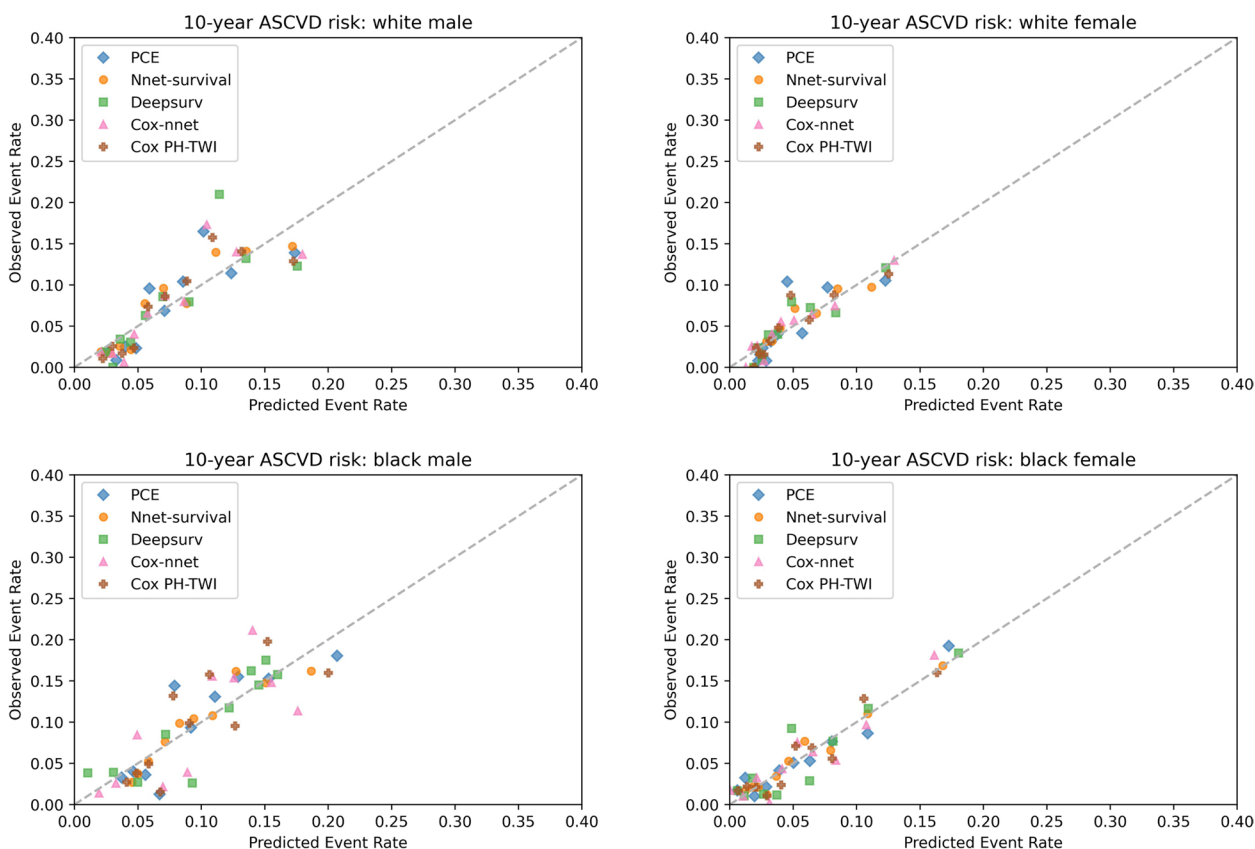 10-year ASCVD risk: white male
0.40
0.35
0.30
0.25
0.20
0.15
0.10
0.05
0.00
Observed Event Rate
PCE
Nnet-survival
Deepsurv
Cox-nnet
Cox PH-TWI
0.00 0.05 0.10 0.15 0.20 0.25 0.30 0.35 0.40
Predicted Event Rate
10-year ASCVD risk: white female
0.40
0.35
0.30
0.25
0.20
0.15
0.10
0.05
0.00
Observed Event Rate
PCE
Nnet-survival
Deepsurv
Cox-nnet
Cox PH-TWI
0.00 0.05 0.10 0.15 0.20 0.25 0.30 0.35 0.40
Predicted Event Rate
10-year ASCVD risk: black male
0.40
0.35
0.30
0.25
0.20
0.15
0.10
0.05
0.00
Observed Event Rate
PCE
Nnet-survival
Deepsurv
Cox-nnet
Cox PH-TWI
0.00 0.05 0.10 0.15 0.20 0.25 0.30 0.35 0.40
Predicted Event Rate
10-year ASCVD risk: black female
0.40
0.35
0.30
0.25
0.20
0.15
0.10
0.05
0.00
Observed Event Rate
PCE
Nnet-survival
Deepsurv
Cox-nnet
Cox PH-TWI
0.00 0.05 0.10 0.15 0.20 0.25 0.30 0.35 0.40
Predicted Event Rate